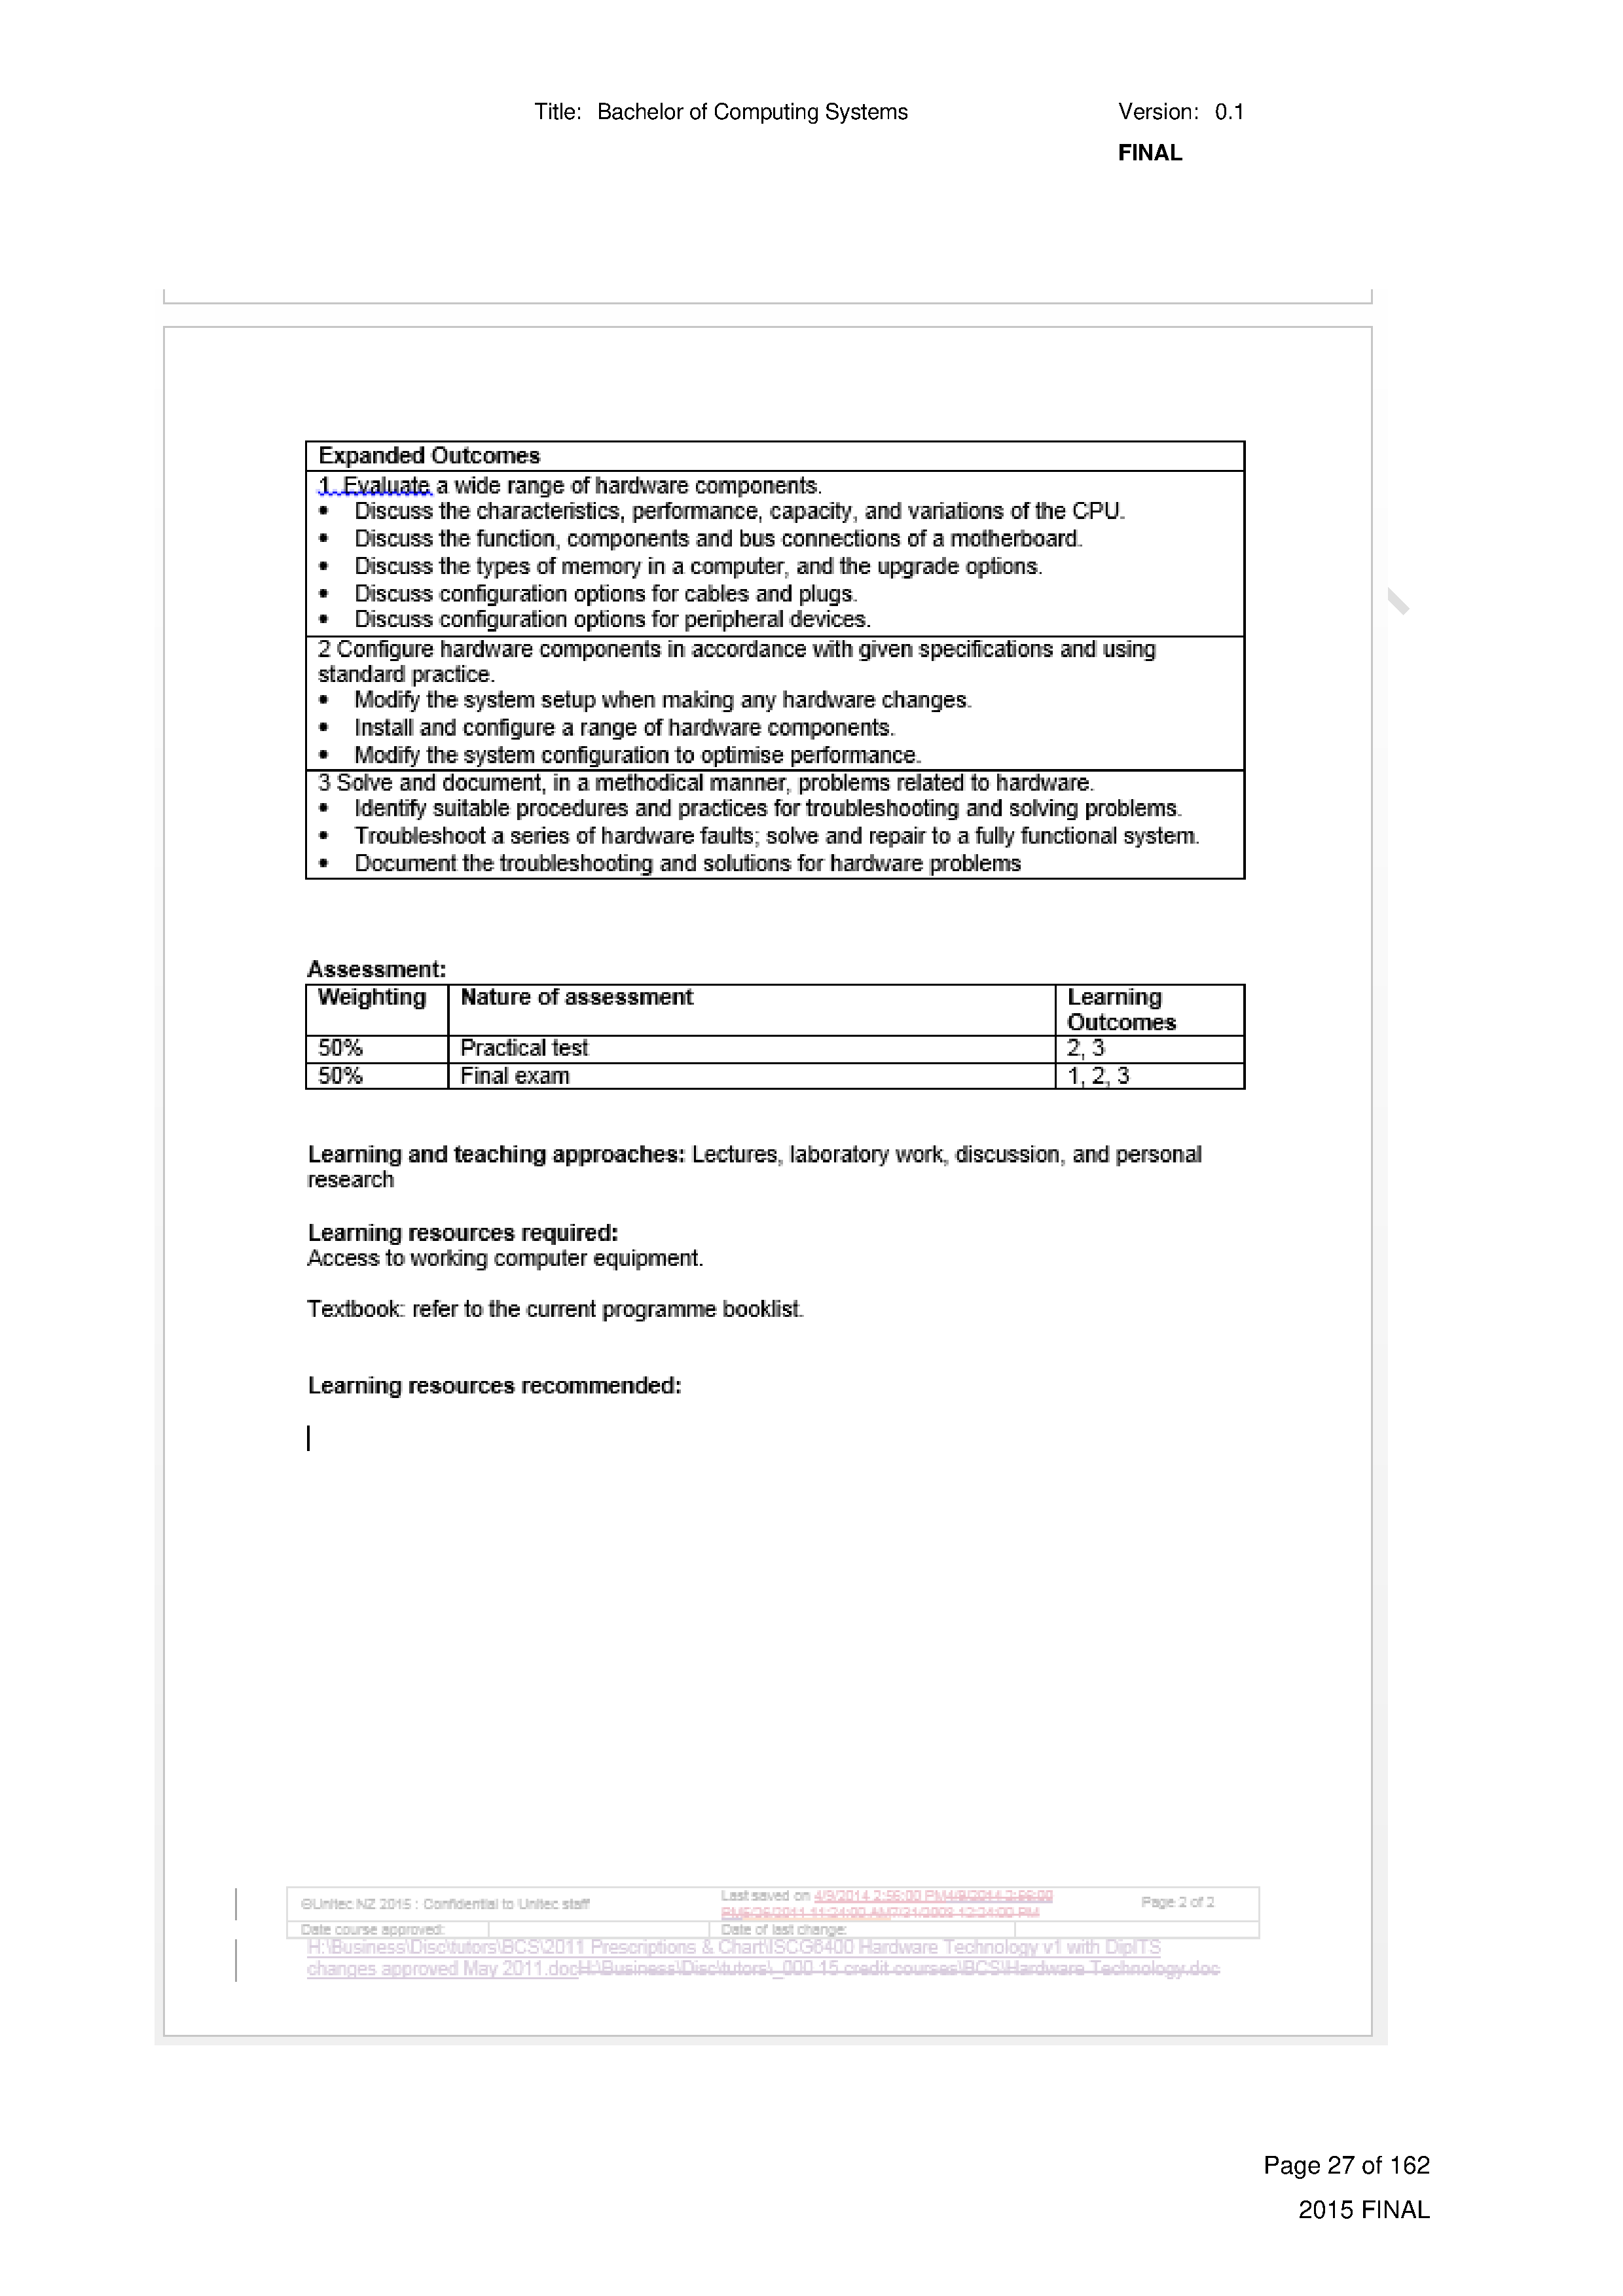 Title: Bachelor of Computing Systems Version: 0.1
FINAL
Expanded Outcomes
1. Evaluate a wide range of hardware components.
• Discuss the characteristics, performance, capacity, and variations of the CPU.
• Discuss the function, components and bus connections of a motherboard.
• Discuss the types of memory in a computer, and the upgrade options.
• Discuss configuration options for cables and plugs.
• Discuss configuration options for peripheral devices.
2 Configure hardware components in accordance with given specifications and using
standard practice.
• Modify the system setup when making any hardware changes.
• Install and configure a range of hardware components.
• Modify the system configuration to optimise performance.
3 Solve and document, in a methodical manner, problems related to hardware.
• Identify suitable procedures and practices for troubleshooting and solving problems.
• Troubleshoot a series of hardware faults; solve and repair to a fully functional system.
• Document the troubleshooting and solutions for hardware problems
Assessment:
Weighting Nature of assessment Learning
Outcomes
50% Practical test 2, 3
50% Final exam 1, 2, 3
Learning and teaching approaches: Lectures, laboratory work, discussion, and personal
research
Learning resources required:
Access to working computer equipment.
Textbook: refer to the current programme booklist.
Learning resources recommended:
©Unitec NZ 2015 : Confidential to Unitec staff Last saved on 4/9/2014 2:56:00 PM4/9/2014 2:56:00 Page 2 of 2
PM5/26/2011 11:24:00 AM7/31/2008 12:24:00 PM
Date course approved: Date of last change:
H:\Business\Disc\tutors\BCS\2011 Prescriptions & Chart\ISCG6400 Hardware Technology v1 with DipITS
changes approved May 2011.docH:\Business\Disc\tutors\_000 15 credit courses\BCS\Hardware Technology.doc
Page 27 of 162
2015 FINAL